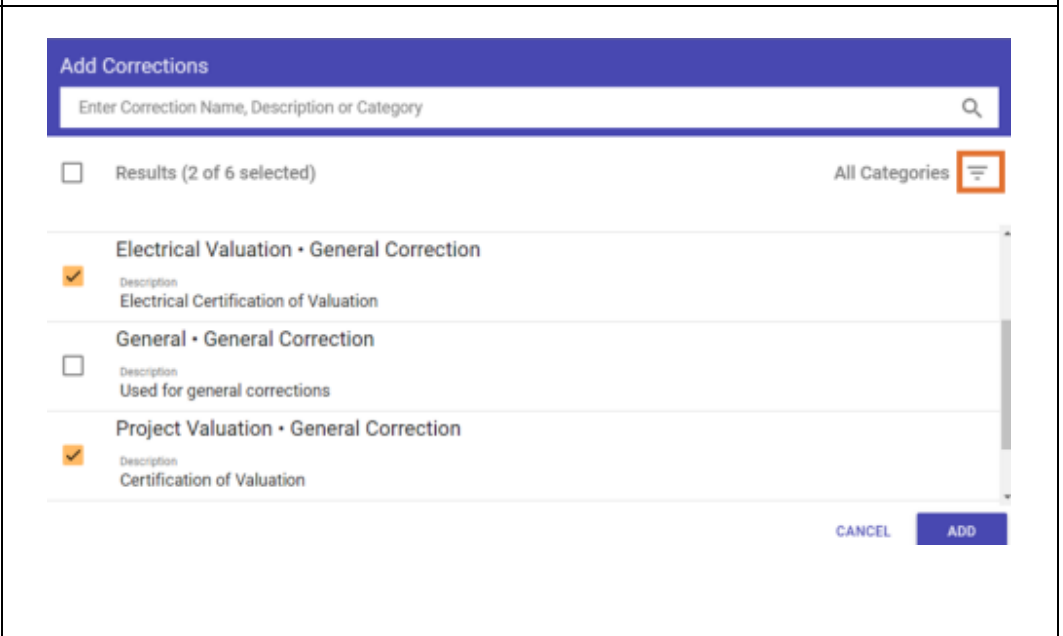 Add Corrections
Enter Correction Name, Description or Category
Results (2 of 6 selected) All Categories
Electrical Valuation • General Correction
Description
Electrical Certification of Valuation
General • General Correction
Description
Used for general corrections
Project Valuation • General Correction
Description
Certification of Valuation
CANCEL ADD